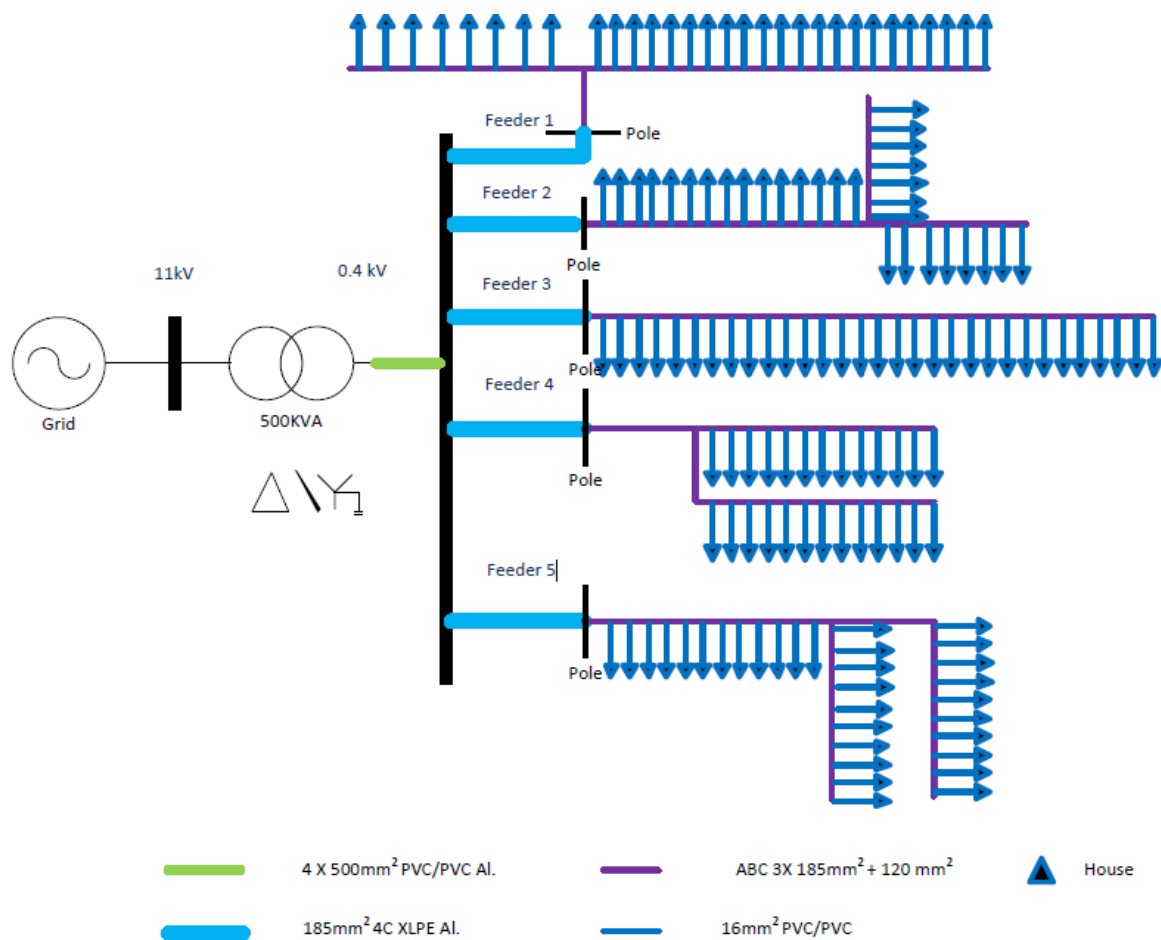 Feeder 1
Pole
Feeder 2
Pole
11kV
0.4 kV
Feeder 3
Pole
Feeder 4
Grid
500KVA
Pole
Feeder 5
Pole
4 X 500mm² PVC/PVC Al.
ABC 3X 185mm² + 120 mm²
House
185mm² 4C XLPE Al.
16mm² PVC/PVC